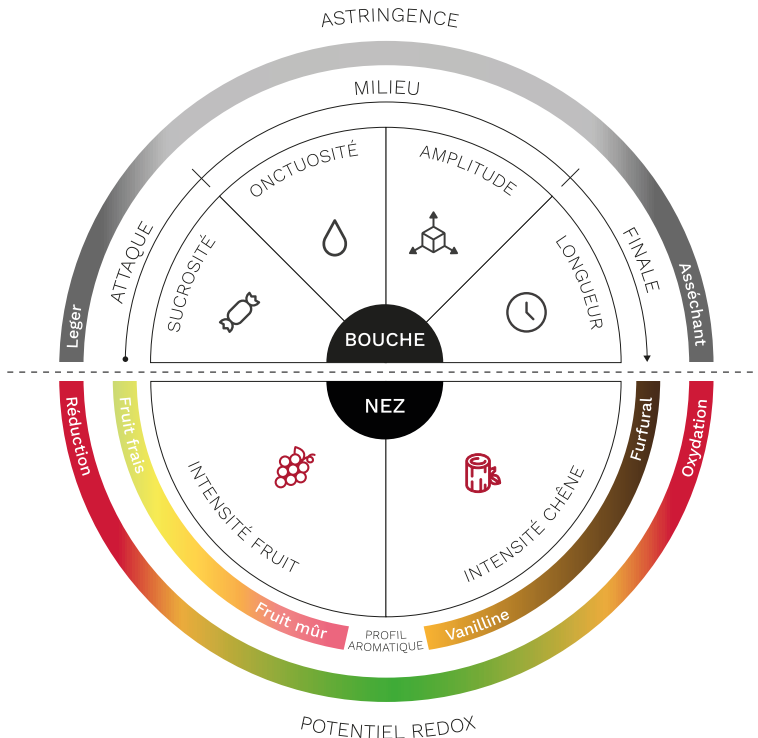 ASTRINGENCE
MILIEU
ONCTUOSITÉ
AMPLITUDE
ATTAQUE
SUCROSITÉ
LONGUEUR
FINALE
Leger
Asséchant
BOUCHE
NEZ
Réduction
Fruit frais
Furfural
Oxydation
INTENSITÉ FRUIT
INTENSITÉ CHÊNE
Fruit mûr
Vanilline
PROFIL
AROMATIQUE
POTENTIEL REDOX